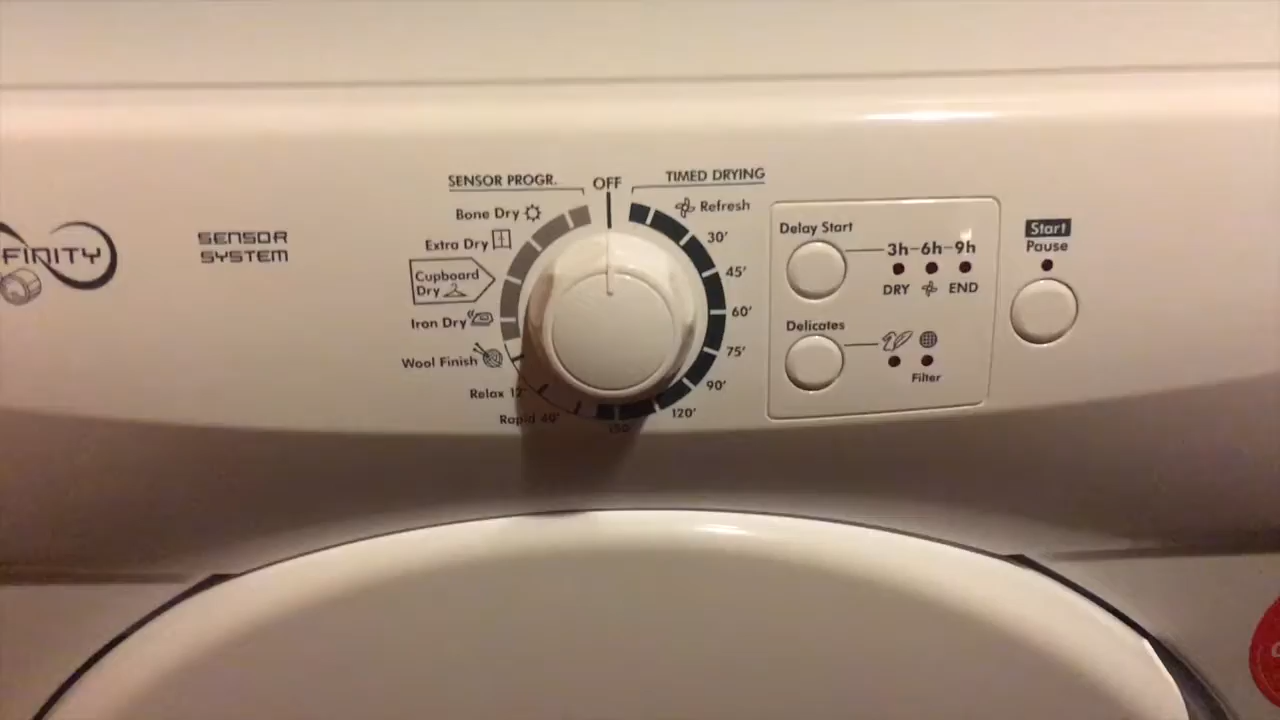 FINITY
SENSOR
SYSTEM
SENSOR PROGR.
OFF
TIMED DRYING
Bone Dry
Extra Dry
Cupboard
Dry
Iron Dry
Wool Finish
Relax 12'
Rapid 40'
Refresh
30'
45'
60'
75'
90'
120'
150'
Delay Start
3h-6h-9h
DRY END
Delicates
Filter
Start
Pause